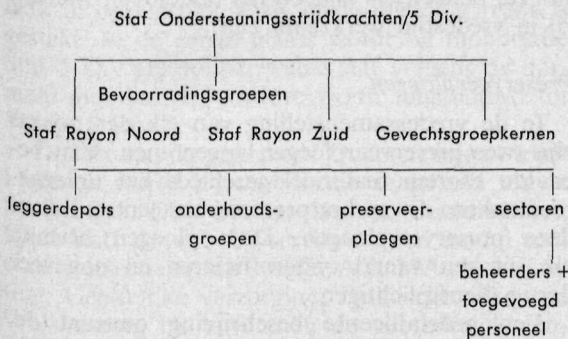 Staf Ondersteuningsstrijdkrachten/5 Div.
Bevoorradingsgroepen
Staf Rayon Noord Staf Rayon Zuid Gevechtsgroepkernen
leggerdepots onderhouds- preserveer- sectoren
groepen ploegen
beheerders +
toegevoegd
personeel